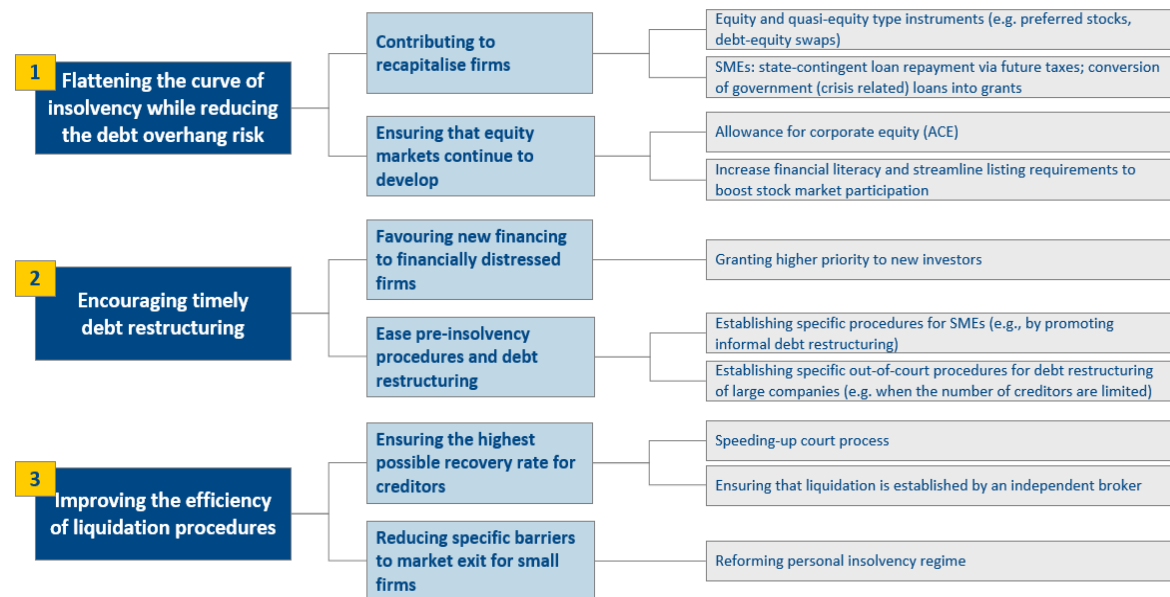 1
Flattening the curve of
insolvency while reducing
the debt overhang risk
Contributing to
recapitalise firms
Equity and quasi-equity type instruments (e.g. preferred stocks,
debt-equity swaps)
SMEs: state-contingent loan repayment via future taxes; conversion
of government (crisis related) loans into grants
Ensuring that equity
markets continue to
develop
Allowance for corporate equity (ACE)
Increase financial literacy and streamline listing requirements to
boost stock market participation
2
Encouraging timely
debt restructuring
Favouring new financing
to financially distressed
firms
Granting higher priority to new investors
Ease pre-insolvency
procedures and debt
restructuring
Establishing specific procedures for SMEs (e.g., by promoting
informal debt restructuring)
Establishing specific out-of-court procedures for debt restructuring
of large companies (e.g. when the number of creditors are limited)
3
Improving the efficiency
of liquidation procedures
Ensuring the highest
possible recovery rate for
creditors
Speeding-up court process
Ensuring that liquidation is established by an independent broker
Reducing specific barriers
to market exit for small
firms
Reforming personal insolvency regime